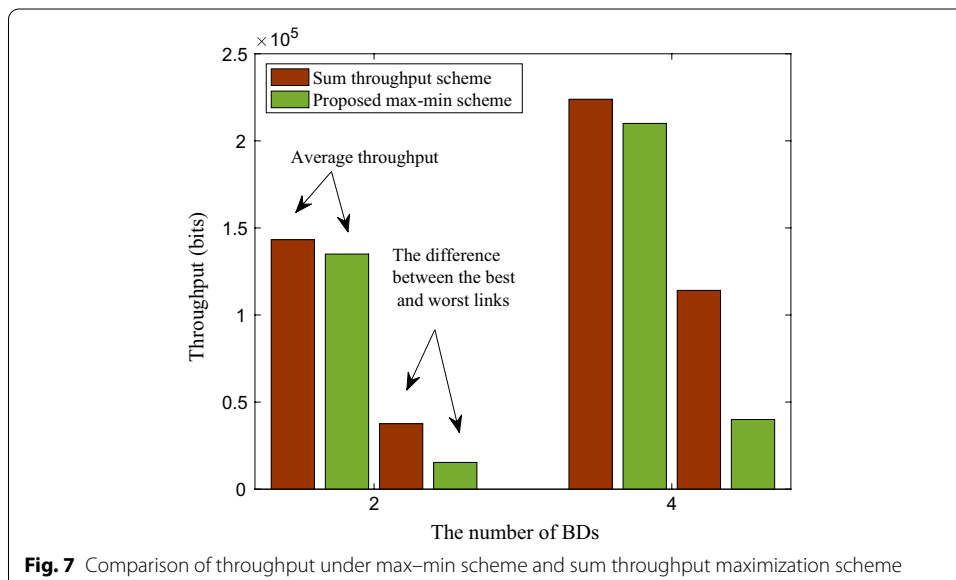 ×10⁵
2.5
2
1.5
1
0.5
0
Throughput (bits)
Sum throughput scheme
Proposed max-min scheme
Average throughput
The difference
between the best
and worst links
2
4
The number of BDs
Fig. 7 Comparison of throughput under max–min scheme and sum throughput maximization scheme